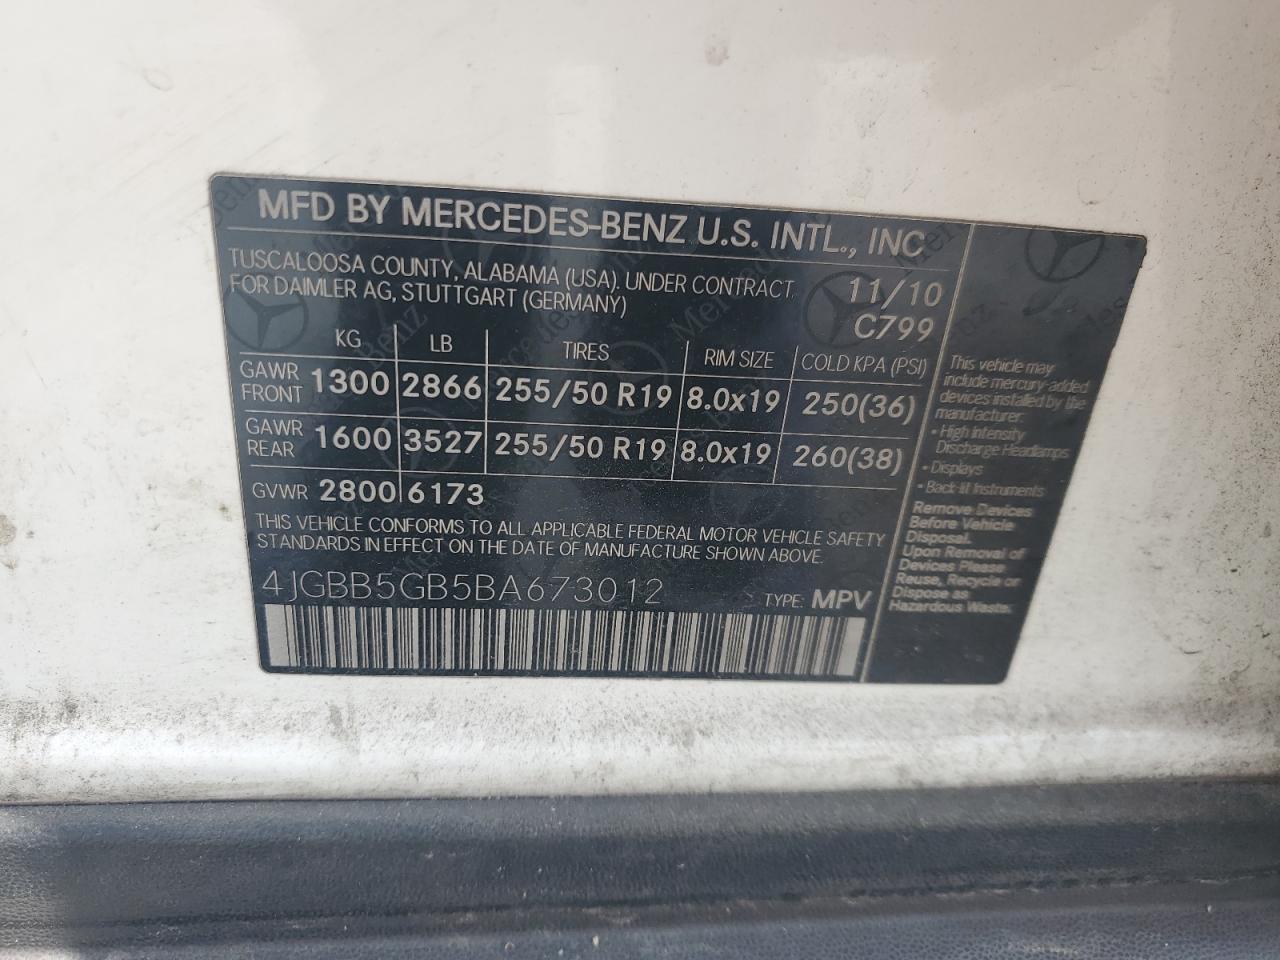 MFD BY MERCEDES-BENZ U.S. INTL., INC
TUSCALOOSA COUNTY, ALABAMA (USA). UNDER CONTRACT
FOR DAIMLER AG, STUTTGART (GERMANY)
11/10
C799
KG LB TIRES RIM SIZE COLD KPA (PSI)
GAWR FRONT 1300 2866 255/50 R19 8.0x19 250(36)
GAWR REAR 1600 3527 255/50 R19 8.0x19 260(38)
GVWR 2800 6173
THIS VEHICLE CONFORMS TO ALL APPLICABLE FEDERAL MOTOR VEHICLE SAFETY
STANDARDS IN EFFECT ON THE DATE OF MANUFACTURE SHOWN ABOVE.
4JGBB5GB5BA673012
TYPE: MPV
This vehicle may
include mercury-added
devices installed by the
manufacturer:
• High Intensity
Discharge Headlamps
• Displays
• Back-lit Instruments
Remove Devices
Before Vehicle
Disposal.
Upon Removal of
Devices Please
Reuse, Recycle or
Dispose as
Hazardous Waste.